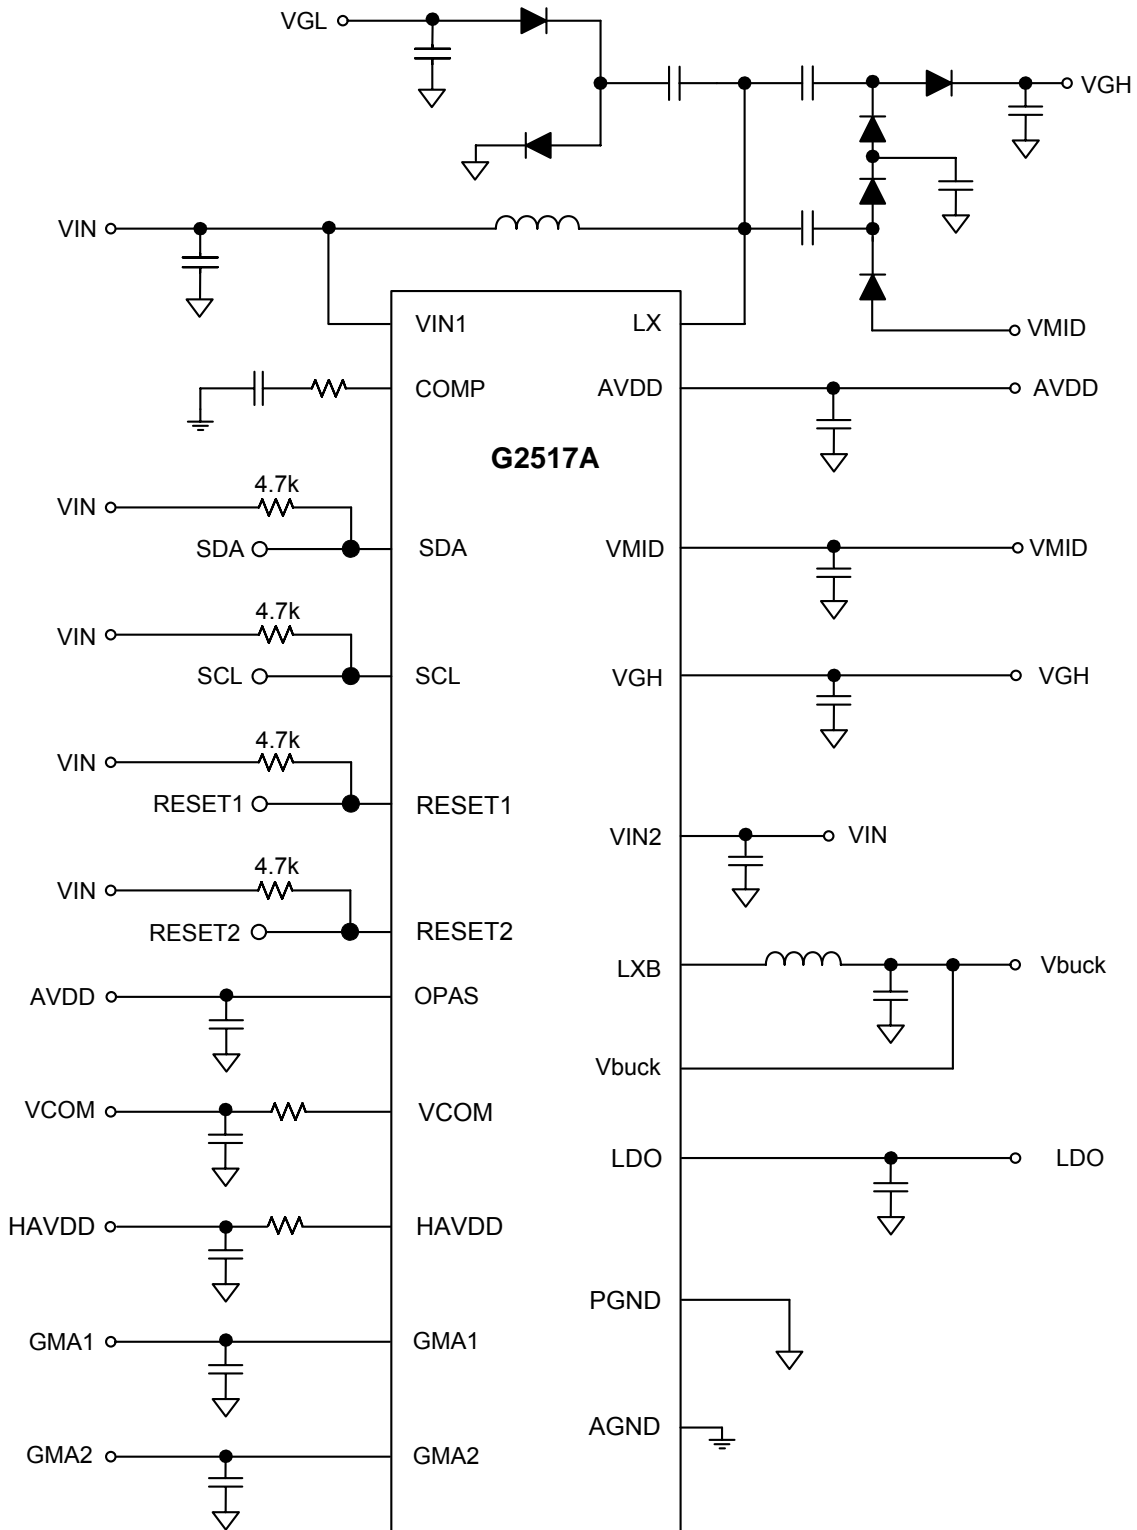 VGL
VGH
VIN
VIN1
LX
VMID
COMP
AVDD
AVDD
G2517A
4.7k
VIN
SDA
SDA
VMID
VMID
4.7k
VIN
SCL
SCL
VGH
VGH
4.7k
VIN
RESET1
RESET1
VIN2
VIN
4.7k
VIN
RESET2
RESET2
LXB
Vbuck
AVDD
OPAS
Vbuck
VCOM
VCOM
LDO
LDO
HAVDD
HAVDD
PGND
GMA1
GMA1
AGND
GMA2
GMA2